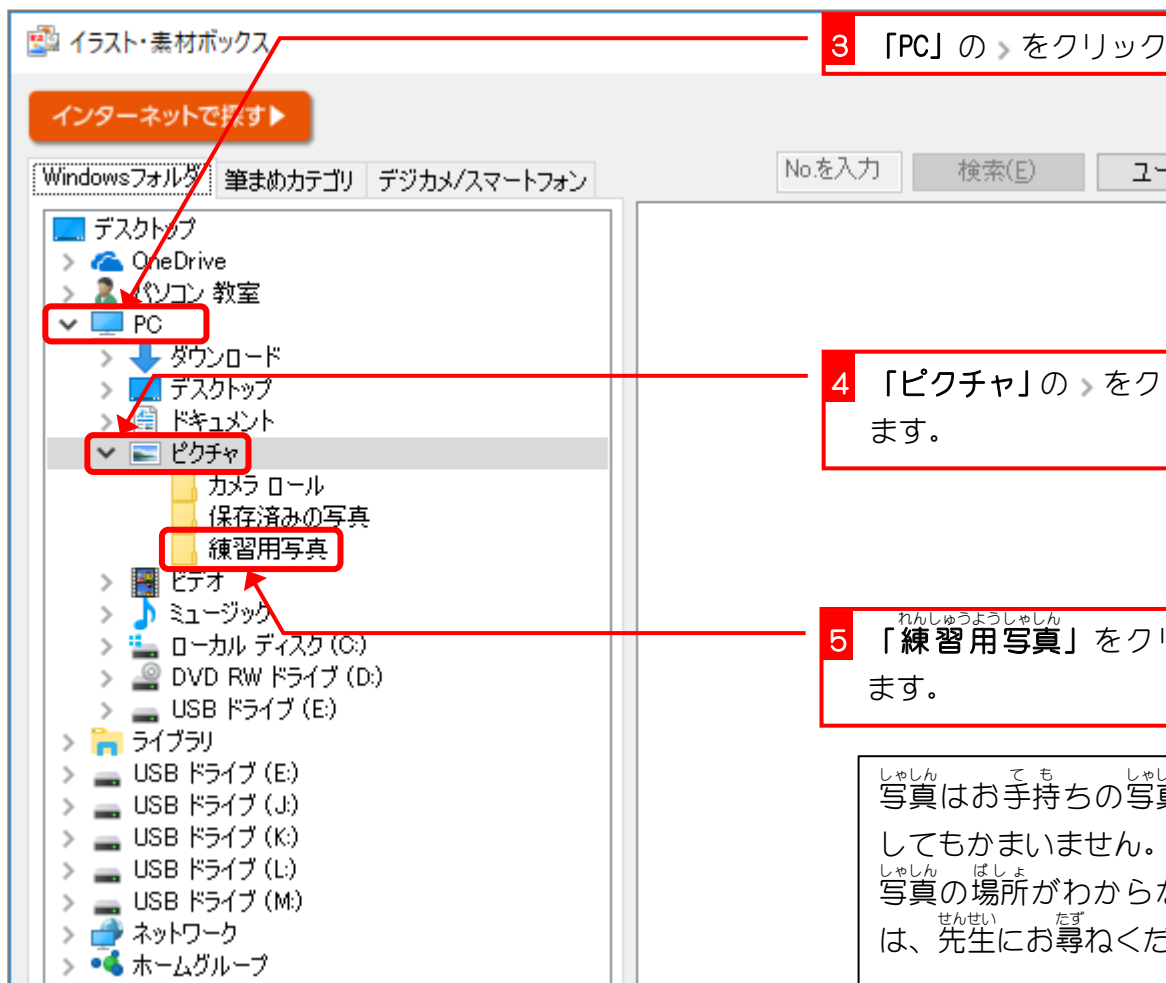 イラスト・素材ボックス
3 「PC」の > をクリック
インターネットで探す▶
Windowsフォルダ 筆まめカテゴリ デジカメ/スマートフォン
No.を入力 検索(E) ユー
デスクトップ
> OneDrive
> パソコン 教室
PC
> ダウンロード
> デスクトップ
> ドキュメント
ピクチャ
カメラ ロール
保存済みの写真
練習用写真
> ビデオ
> ミュージック
> ローカル ディスク (C:)
> DVD RW ドライブ (D:)
> USB ドライブ (E:)
> ライブラリ
> USB ドライブ (E:)
> USB ドライブ (J:)
> USB ドライブ (K:)
> USB ドライブ (L:)
> USB ドライブ (M:)
> ネットワーク
> ホームグループ
4 「ピクチャ」の > をク
ます。
れんしゅうようしゃしん
5 「練習用写真」をクリ
ます。
しゃしん ても しゃし
写真はお手持ちの写真
してもかまいません。
しゃしん ばしょ
写真の場所がわからな
せんせい たず
は、先生にお尋ねくだ